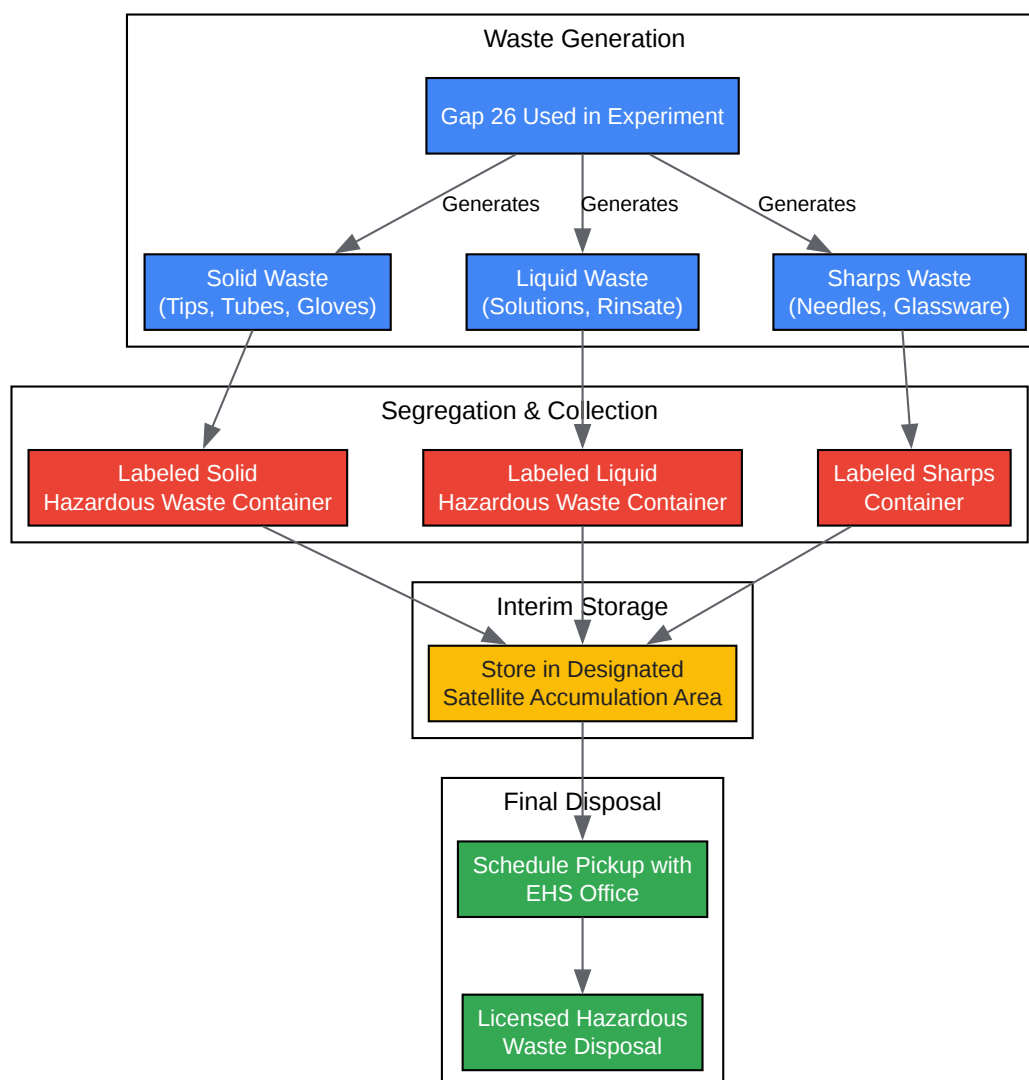 Waste Generation
Gap 26 Used in Experiment
Generates
Generates
Generates
Solid Waste
(Tips, Tubes, Gloves)
Liquid Waste
(Solutions, Rinsate)
Sharps Waste
(Needles, Glassware)
Segregation & Collection
Labeled Solid
Hazardous Waste Container
Labeled Liquid
Hazardous Waste Container
Labeled Sharps
Container
Interim Storage
Store in Designated
Satellite Accumulation Area
Final Disposal
Schedule Pickup with
EHS Office
Licensed Hazardous
Waste Disposal